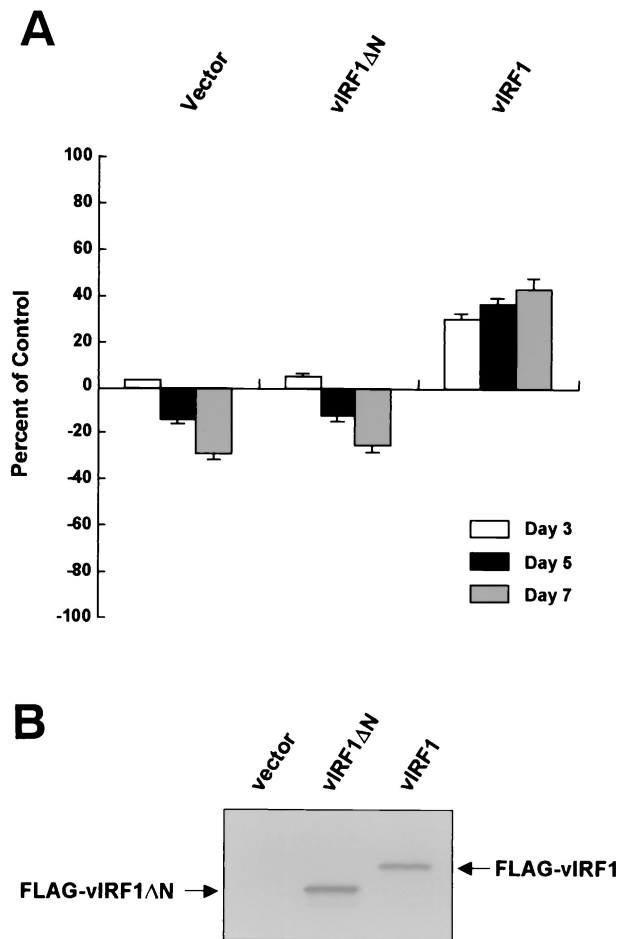 A
Vector
vIRF1ΔN
vIRF1
Percent of Control
100
80
60
40
20
0
-20
-40
-60
-80
-100
Day 3
Day 5
Day 7
B
vector
vIRF1ΔN
vIRF1
FLAG-vIRF1
FLAG-vIRF1ΔN